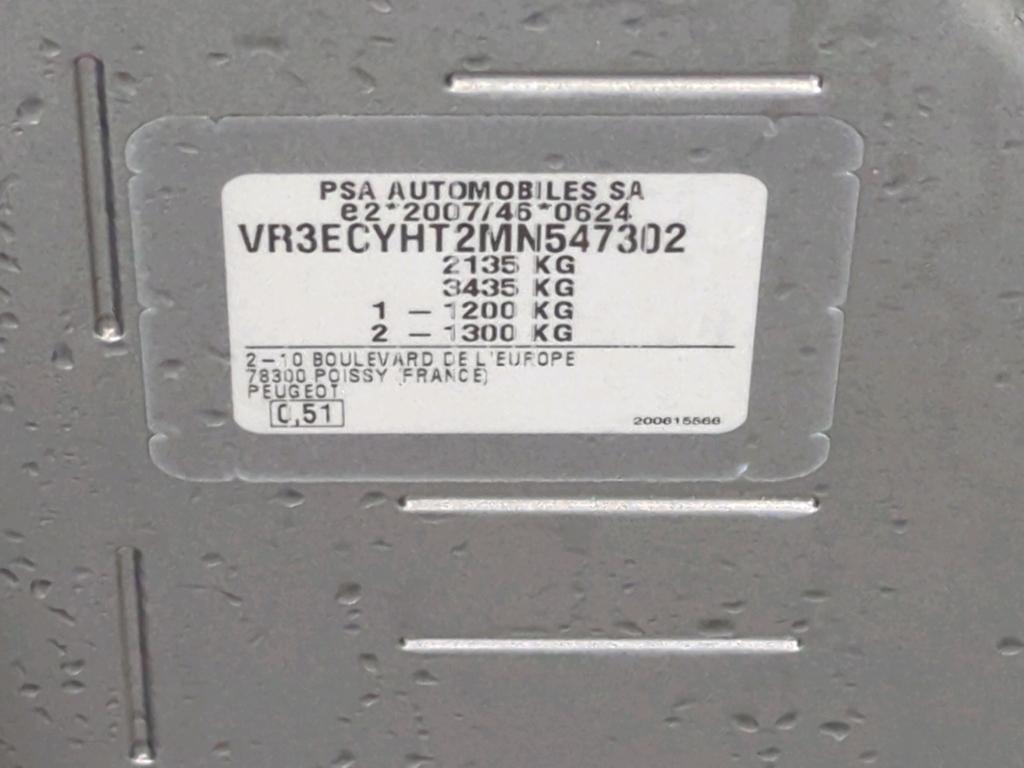 PSA AUTOMOBILES SA
e2*2007/46*0624
VR3ECYHT2MN547302
2135 KG
3435 KG
1 – 1200 KG
2 – 1300 KG
2–10 BOULEVARD DE L'EUROPE
78300 POISSY (FRANCE)
PEUGEOT
0,51
200615566